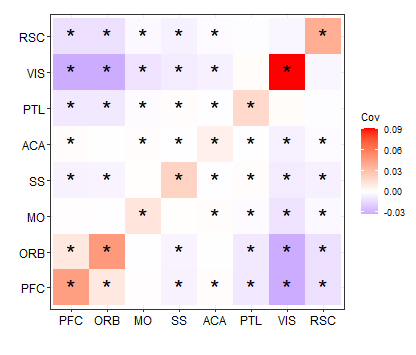 RSC * * * * * *
VIS * * * * * *
PTL * * * * * *
ACA * * * * * * *
SS * * * * * * *
MO * * * * *
ORB * * * * * *
PFC * * * * * * *
PFC ORB MO SS ACA PTL VIS RSC
Cov
0.09
0.06
0.03
0.00
-0.03